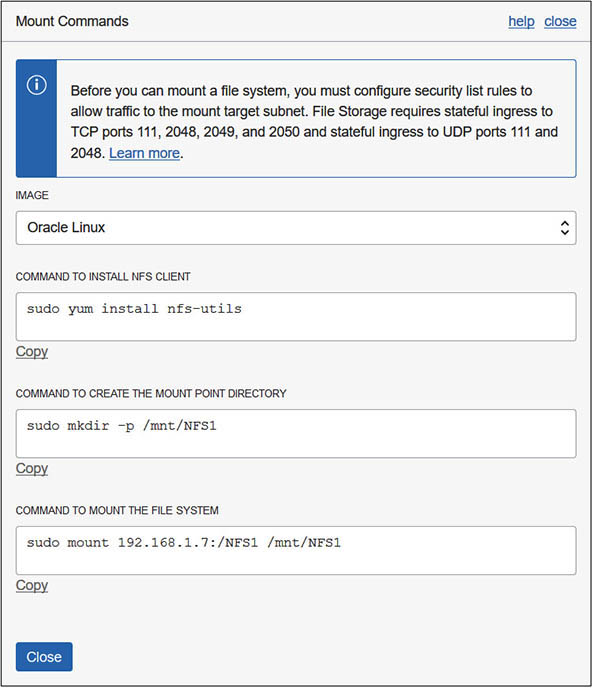 Mount Commands
help close
Before you can mount a file system, you must configure security list rules to
allow traffic to the mount target subnet. File Storage requires stateful ingress to
TCP ports 111, 2048, 2049, and 2050 and stateful ingress to UDP ports 111 and
2048. Learn more.
IMAGE
Oracle Linux
COMMAND TO INSTALL NFS CLIENT
sudo yum install nfs-utils
Copy
COMMAND TO CREATE THE MOUNT POINT DIRECTORY
sudo mkdir -p /mnt/NFS1
Copy
COMMAND TO MOUNT THE FILE SYSTEM
sudo mount 192.168.1.7:/NFS1 /mnt/NFS1
Copy
Close